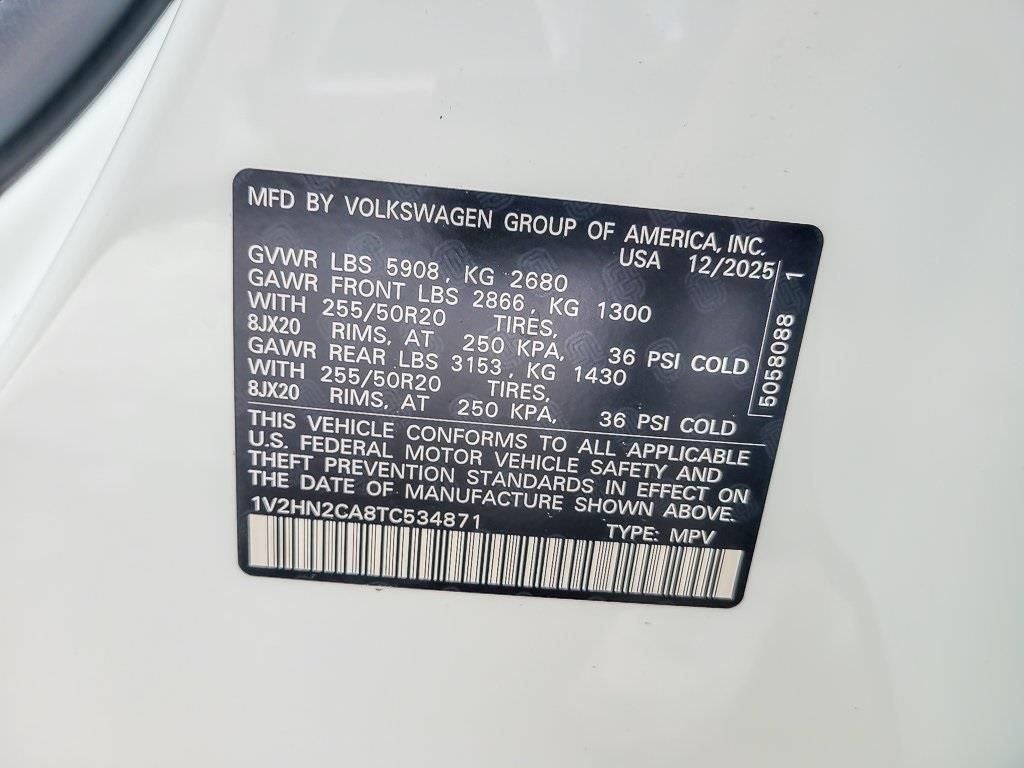 MFD BY VOLKSWAGEN GROUP OF AMERICA, INC.
USA 12/2025
GVWR LBS 5908, KG 2680
GAWR FRONT LBS 2866, KG 1300
WITH 255/50R20 TIRES,
8JX20 RIMS, AT 250 KPA, 36 PSI COLD
GAWR REAR LBS 3153, KG 1430
WITH 255/50R20 TIRES,
8JX20 RIMS, AT 250 KPA, 36 PSI COLD
THIS VEHICLE CONFORMS TO ALL APPLICABLE
U.S. FEDERAL MOTOR VEHICLE SAFETY AND
THEFT PREVENTION STANDARDS IN EFFECT ON
THE DATE OF MANUFACTURE SHOWN ABOVE.
1V2HN2CA8TC534871 TYPE: MPV
5058088 1